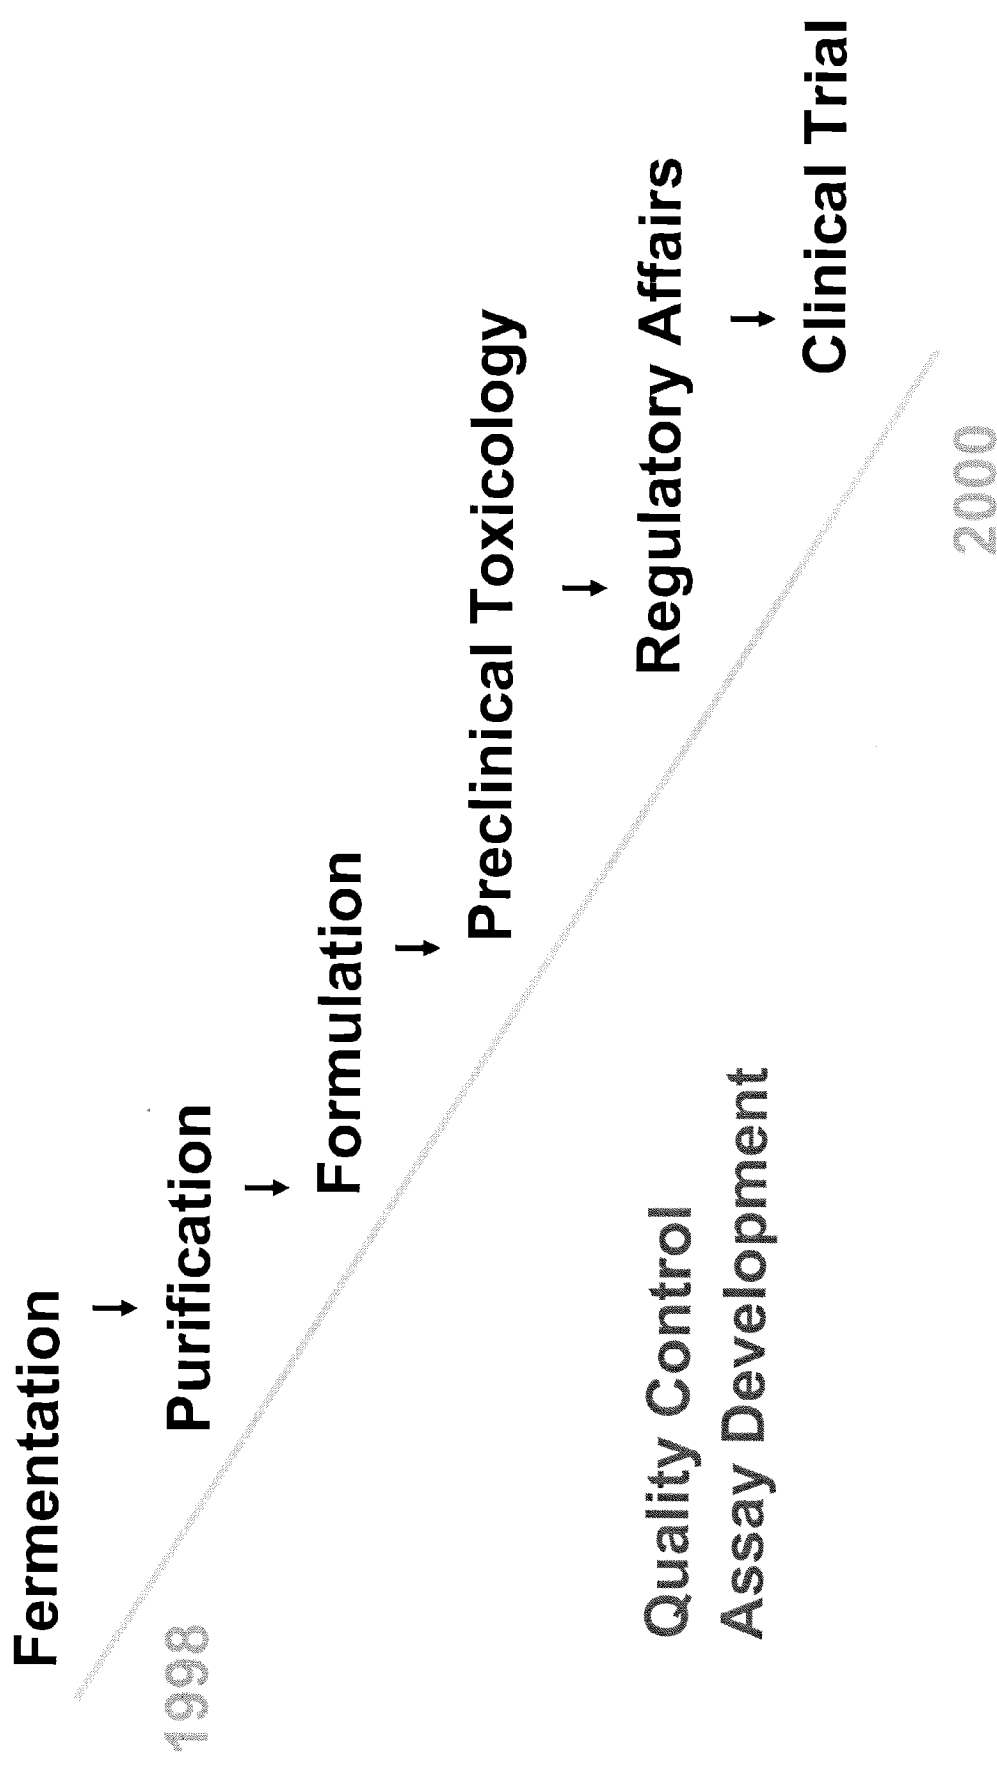 Fermentation
Purification
Formulation
Preclinical Toxicology
Regulatory Affairs
Clinical Trial
1998
Quality Control
Assay Development
2000